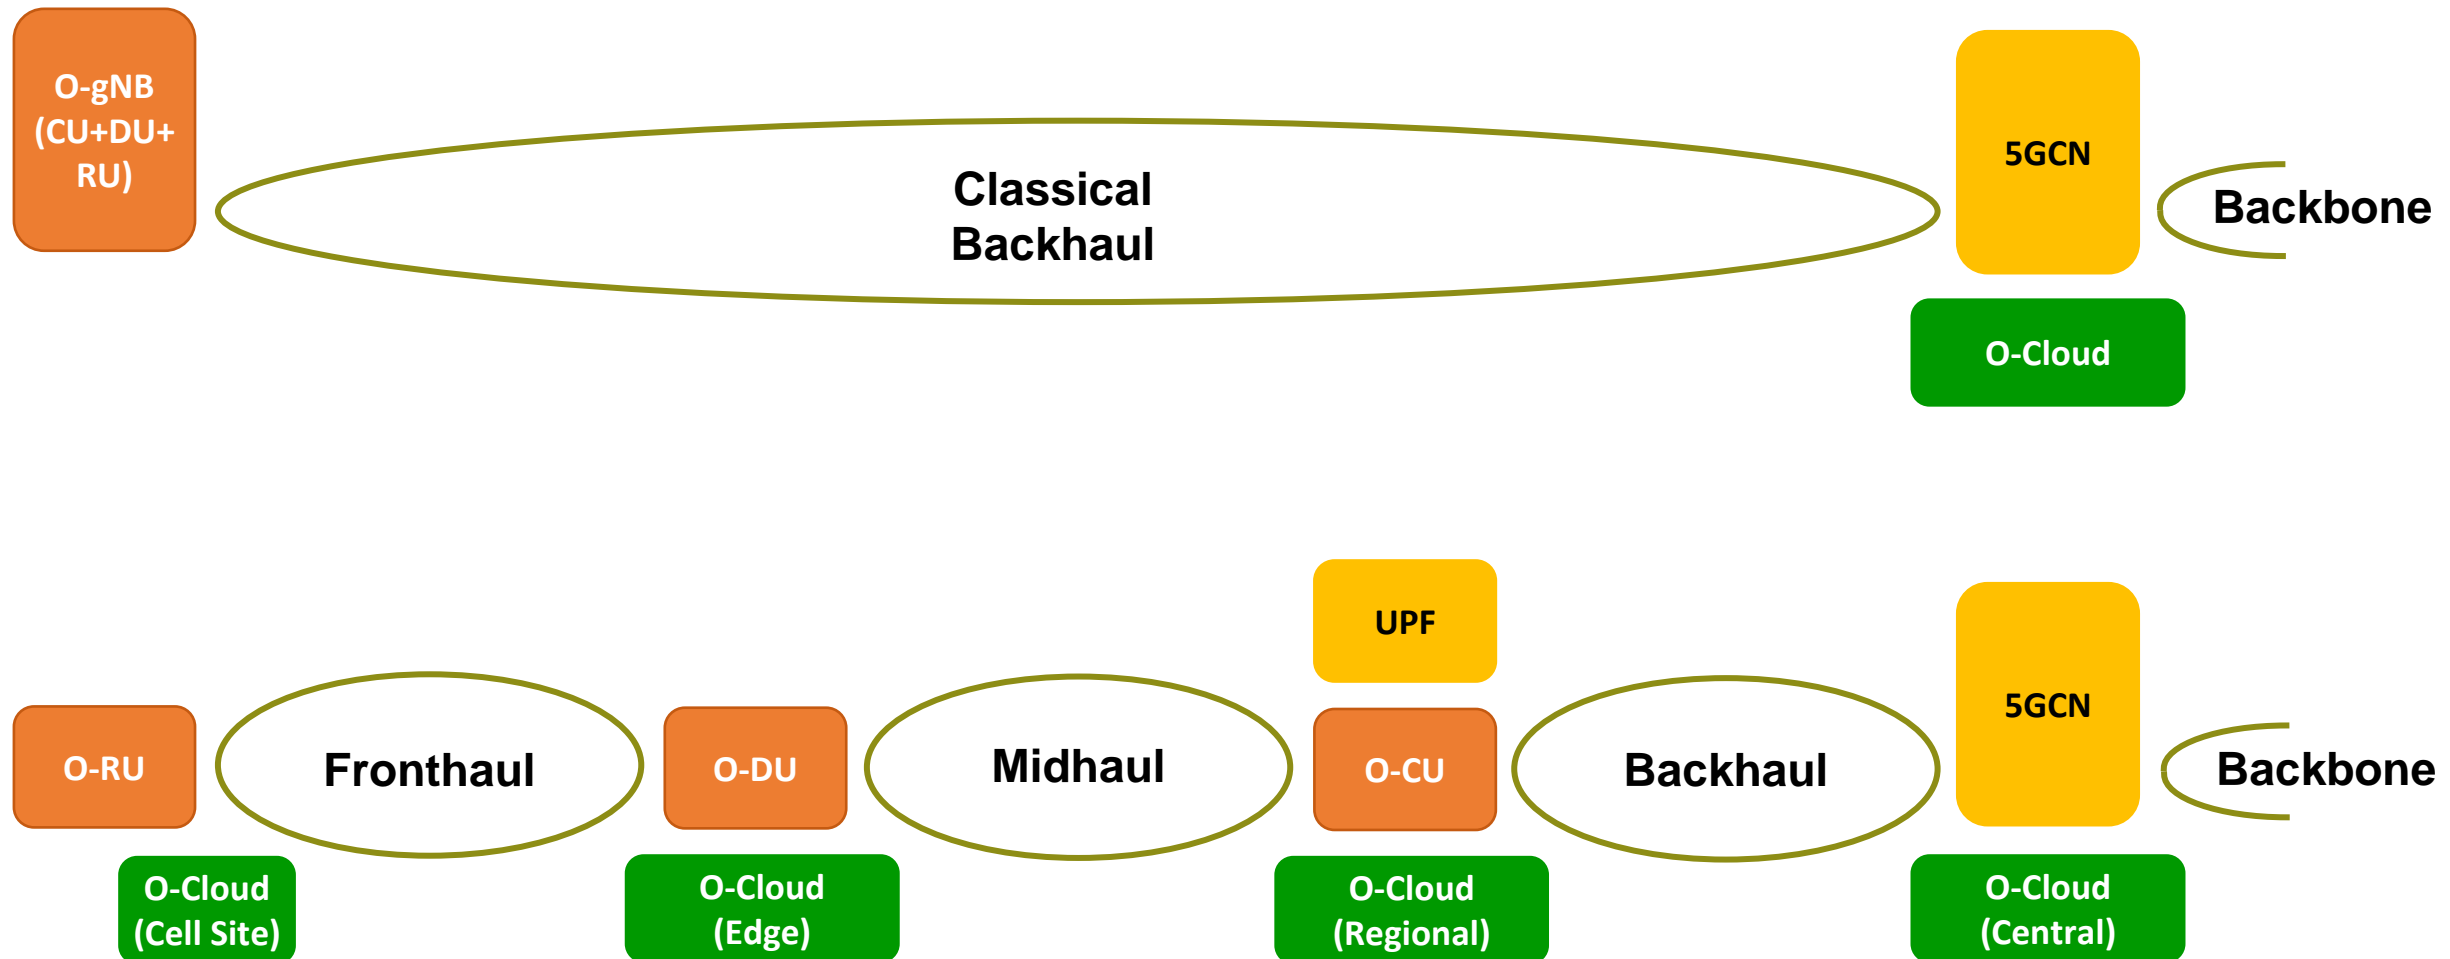 O-gNB
(CU+DU+
RU)
Classical
Backhaul
5GCN
Backbone
O-Cloud
UPF
O-RU
Fronthaul
O-DU
Midhaul
O-CU
Backhaul
5GCN
Backbone
O-Cloud
(Cell Site)
O-Cloud
(Edge)
O-Cloud
(Regional)
O-Cloud
(Central)